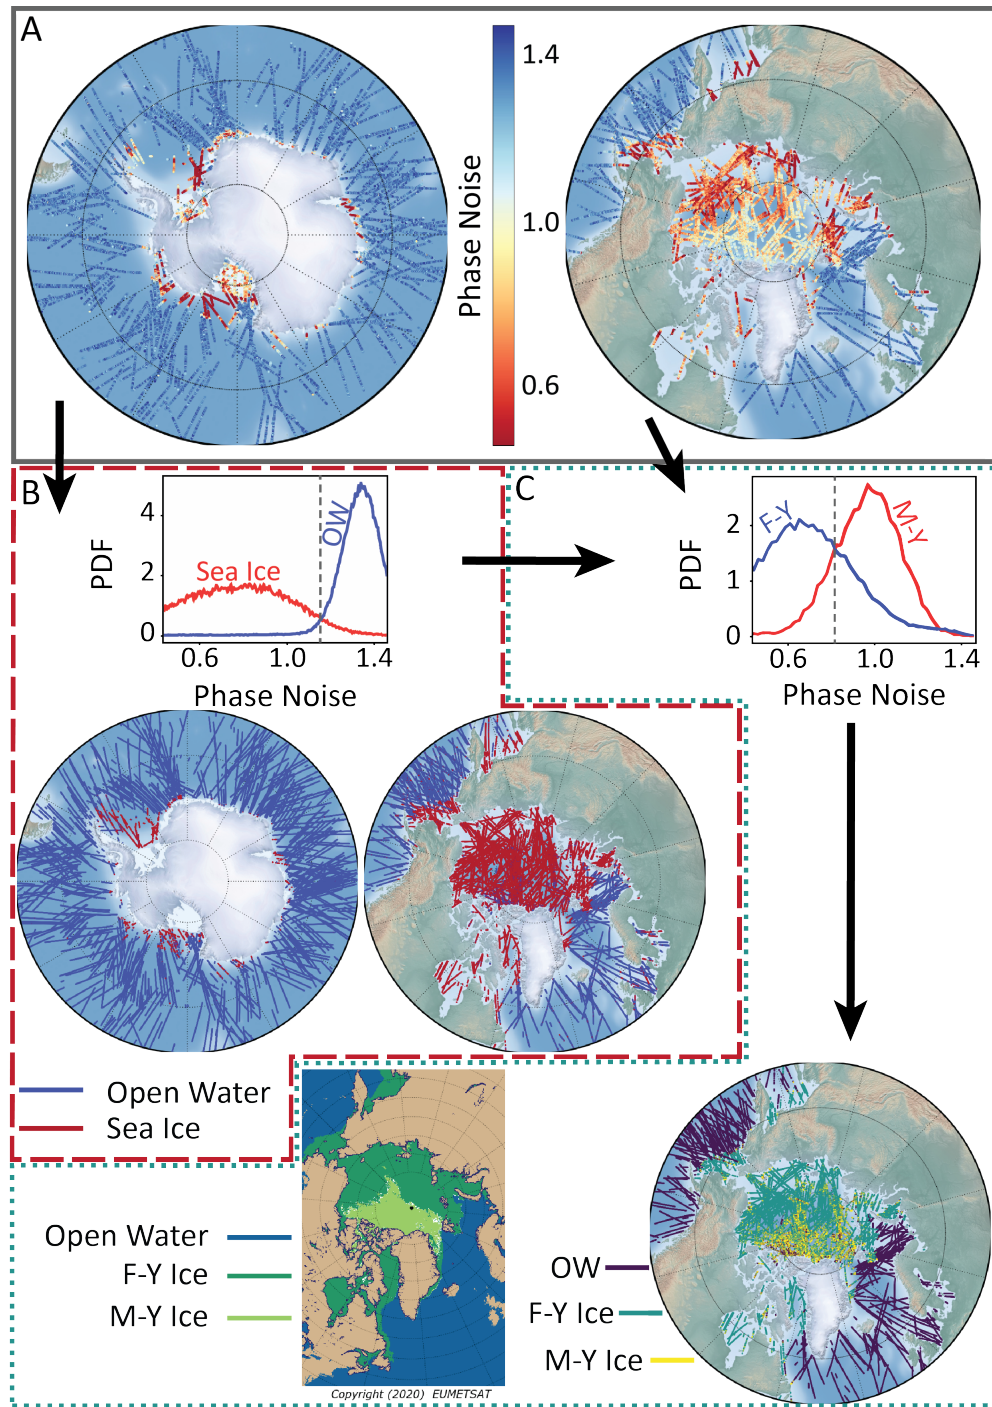 A
1.4
1.0
0.6
Phase Noise
B
4
2
0
PDF
Sea Ice
OW
0.6 1.0 1.4
Phase Noise
C
2
1
0
PDF
F-Y
M-Y
0.6 1.0 1.4
Phase Noise
Open Water
Sea Ice
Open Water
F-Y Ice
M-Y Ice
Copyright (2020) EUMETSAT
OW
F-Y Ice
M-Y Ice